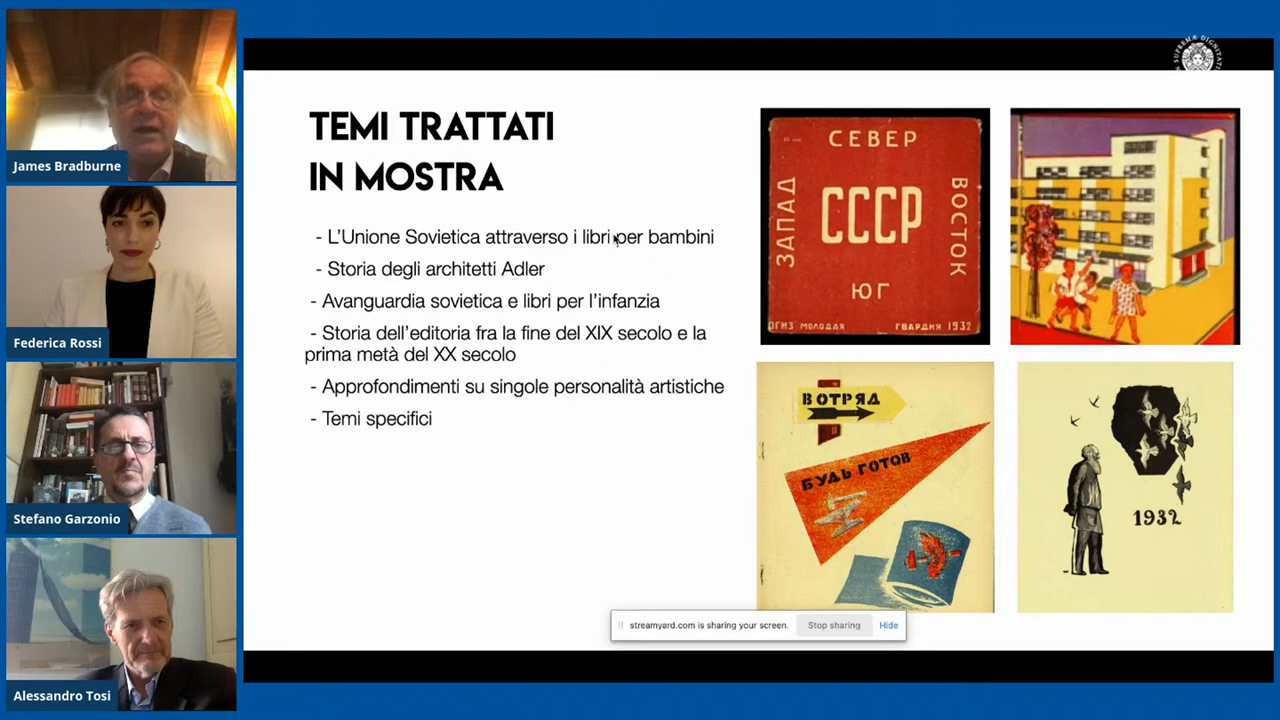 James Bradburne
Federica Rossi
Stefano Garzonio
Alessandro Tosi
TEMI TRATTATI
IN MOSTRA
- L’Unione Sovietica attraverso i libri per bambini
- Storia degli architetti Adler
- Avanguardia sovietica e libri per l’infanzia
- Storia dell’editoria fra la fine del XIX secolo e la
prima metà del XX secolo
- Approfondimenti su singole personalità artistiche
- Temi specifici
СЕВЕР
ЗАПАД
СССР
ВОСТОК
ЮГ
ОГИЗ МОЛОДАЯ ГВАРДИЯ 1932
В ОТРЯД
БУДЬ ГОТОВ
1932
streamyard.com is sharing your screen.
Stop sharing
Hide